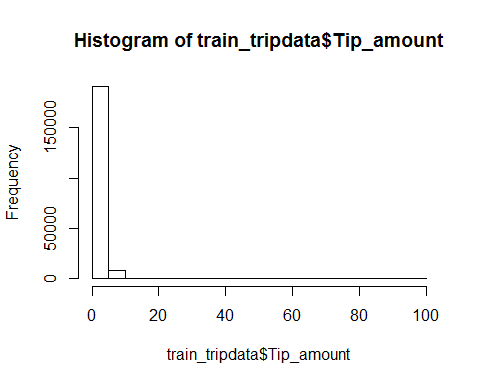 Histogram of train_tripdata$Tip_amount
Frequency
150000
50000
0
0 20 40 60 80 100
train_tripdata$Tip_amount